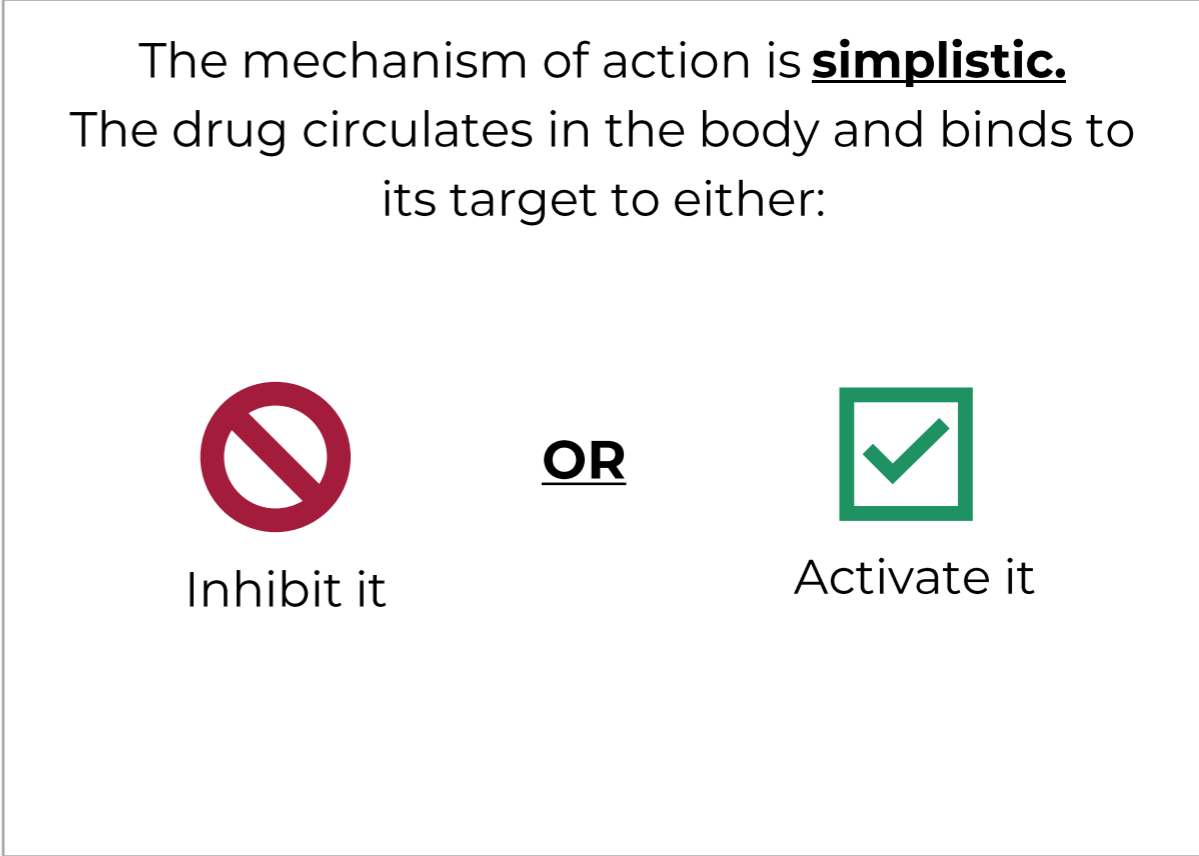 The mechanism of action is simplistic.
The drug circulates in the body and binds to
its target to either:
OR
Inhibit it
Activate it